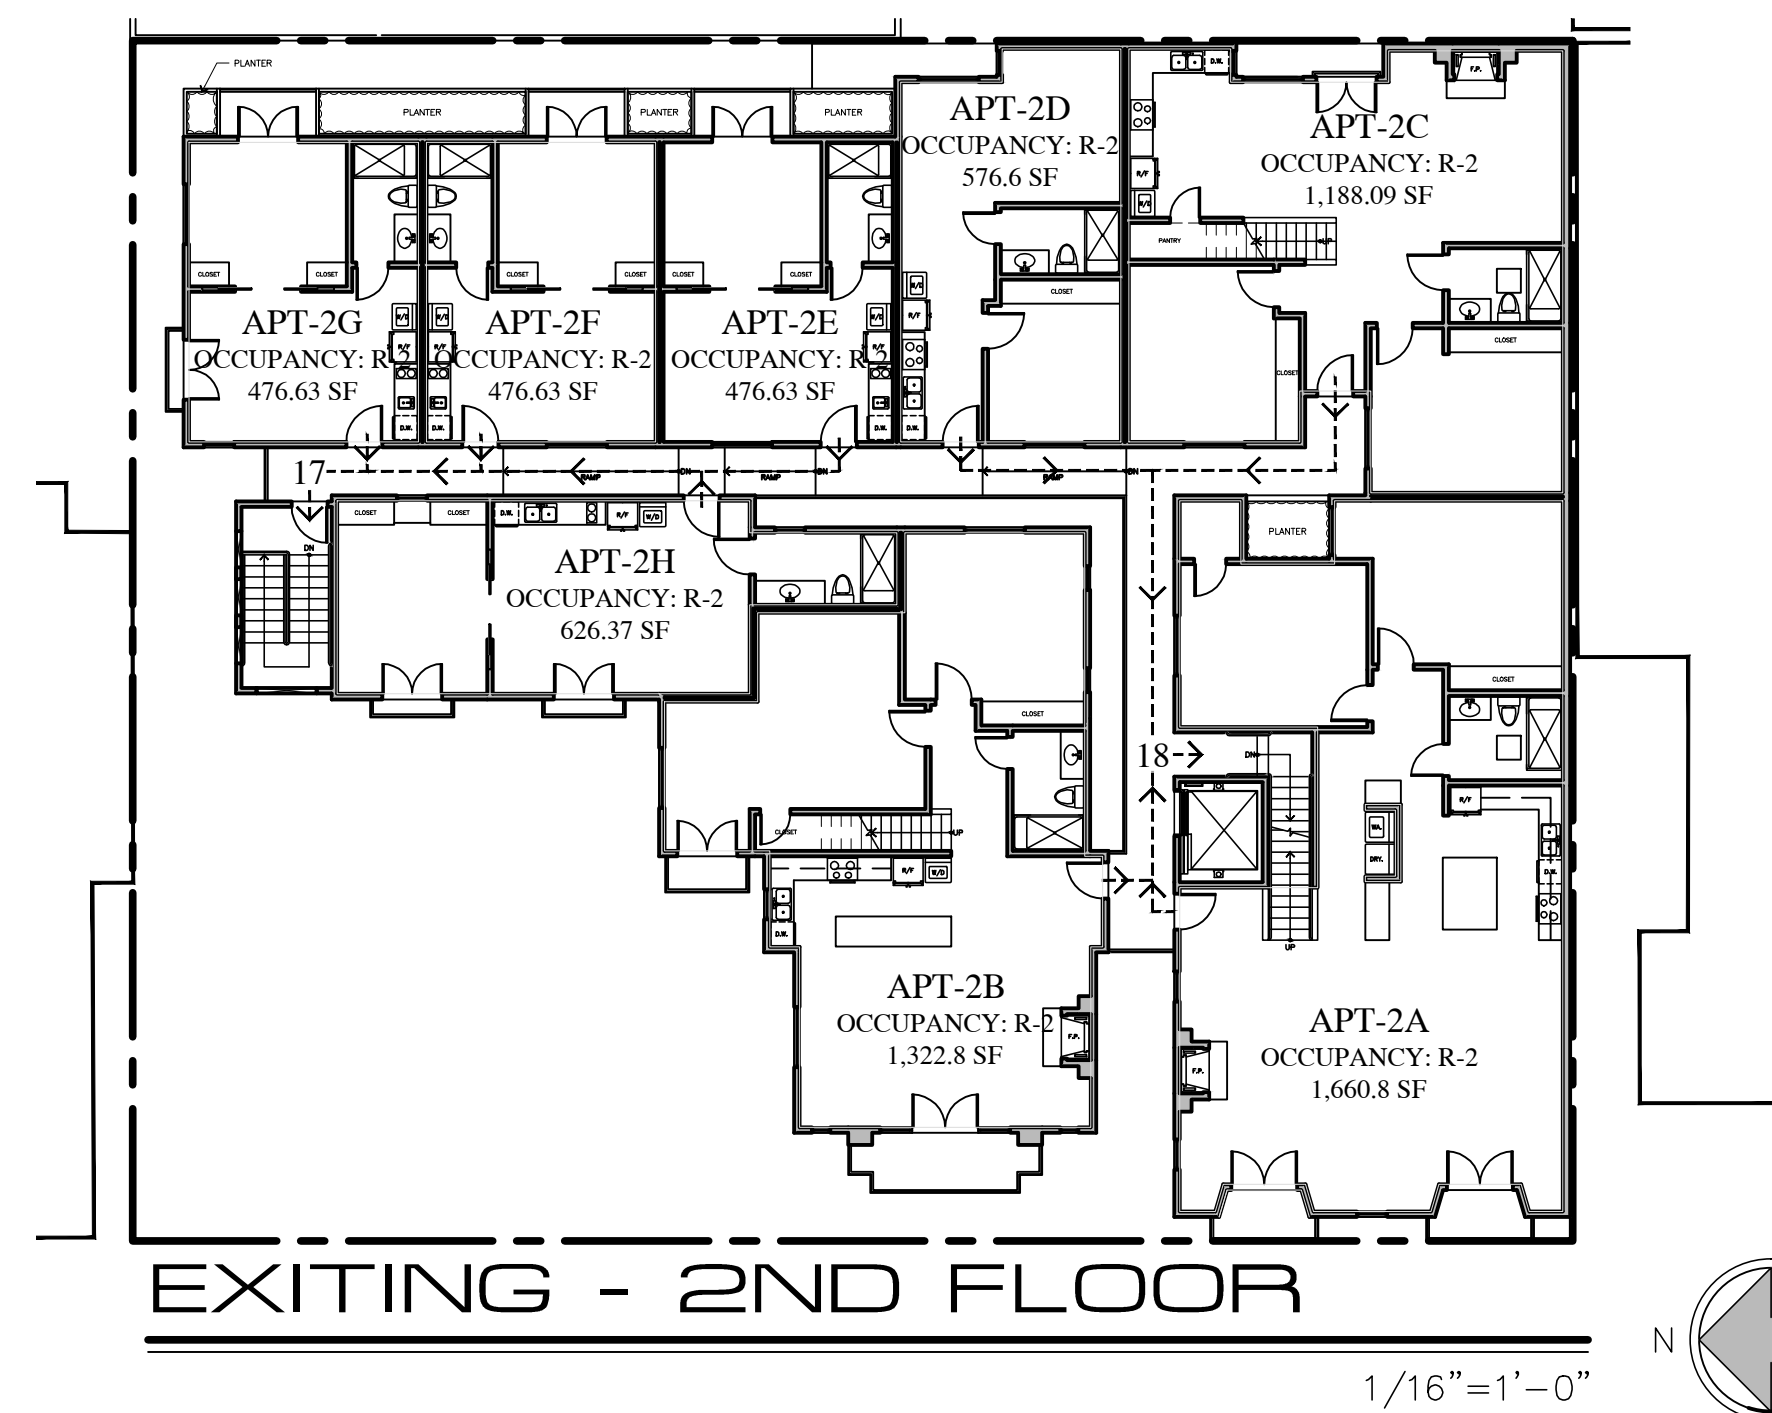 PLANTER
PLANTER
PLANTER
PLANTER
D.W.
F.P.
APT-2D
OCCUPANCY: R-2
576.6 SF
APT-2C
OCCUPANCY: R-2
1,188.09 SF
R/F
W/D
PANTRY
UP
CLOSET
CLOSET
CLOSET
CLOSET
CLOSET
CLOSET
CLOSET
W/D
R/F
D.W.
APT-2G
OCCUPANCY: R-2
476.63 SF
W/D
R/F
D.W.
APT-2F
OCCUPANCY: R-2
476.63 SF
W/D
R/F
D.W.
APT-2E
OCCUPANCY: R-2
476.63 SF
W/D
R/F
D.W.
CLOSET
CLOSET
17
RAMP
DN
RAMP
DN
RAMP
DN
CLOSET
CLOSET
D.W.
R/F
W/D
DN
APT-2H
OCCUPANCY: R-2
626.37 SF
PLANTER
CLOSET
CLOSET
18
DN
CLOSET
UP
R/F
W/D
D.W.
R/F
WA.
DRY.
D.W.
UP
APT-2B
OCCUPANCY: R-2
1,322.8 SF
F.P.
APT-2A
OCCUPANCY: R-2
1,660.8 SF
F.P.
EXITING - 2ND FLOOR
N
1/16"=1'-0"